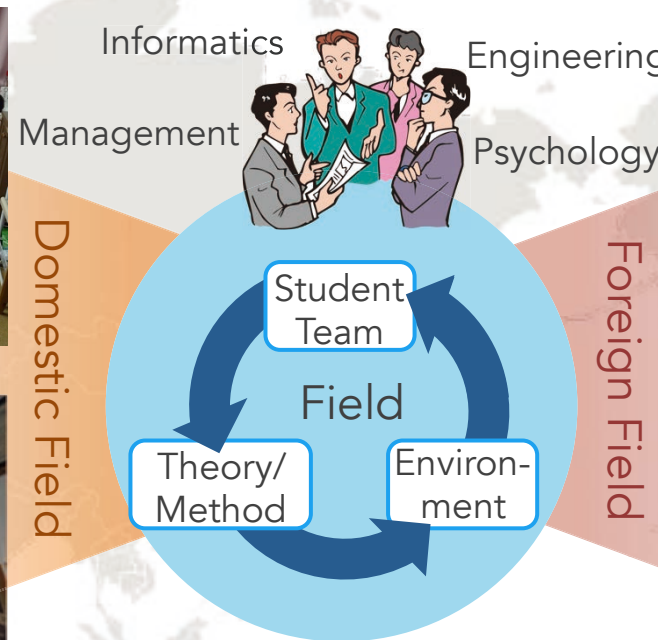 Informatics
Engineering
Management
Psychology
Domestic Field
Foreign Field
Student
Team
Field
Theory/
Method
Environ-
ment